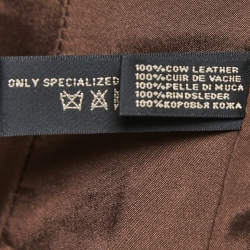 ONLY SPECIALIZED
100%COW LEATHER
100%CUIR DE VACHE
100%PELLE DI MUCA
100%RINDSLEDER
100%КОРОВЬЯ КОЖА